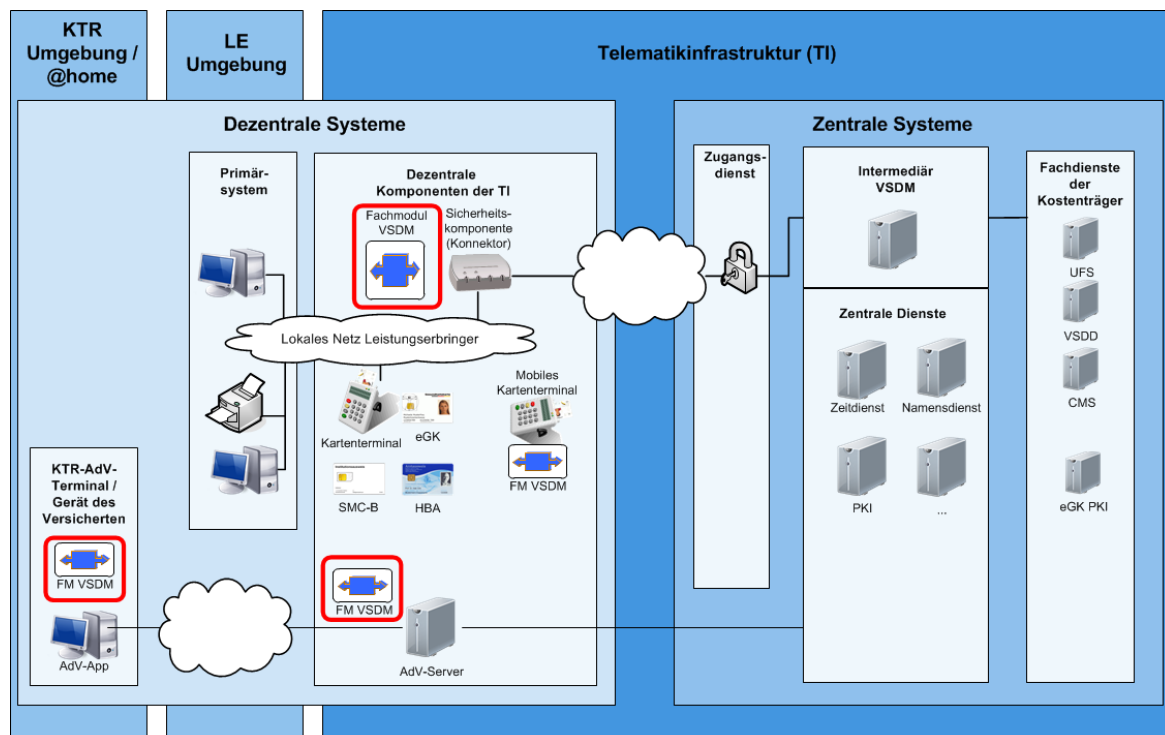 KTR
Umgebung /
@home
LE
Umgebung
Telematikinfrastruktur (TI)
Dezentrale Systeme
Zentrale Systeme
Primär-
system
Dezentrale
Komponenten der TI
Fachmodul
VSDM
Sicherheits-
komponente
(Konnektor)
Lokales Netz Leistungserbringer
Kartenterminal
eGK
Mobiles
Kartenterminal
FM VSDM
SMC-B
HBA
KTR-AdV-
Terminal /
Gerät des
Versicherten
FM VSDM
AdV-App
FM VSDM
AdV-Server
Zugangs-
dienst
Intermediär
VSDM
Zentrale Dienste
Zeitdienst
Namensdienst
PKI
...
Fachdienste
der
Kostenträger
UFS
VSDD
CMS
eGK PKI